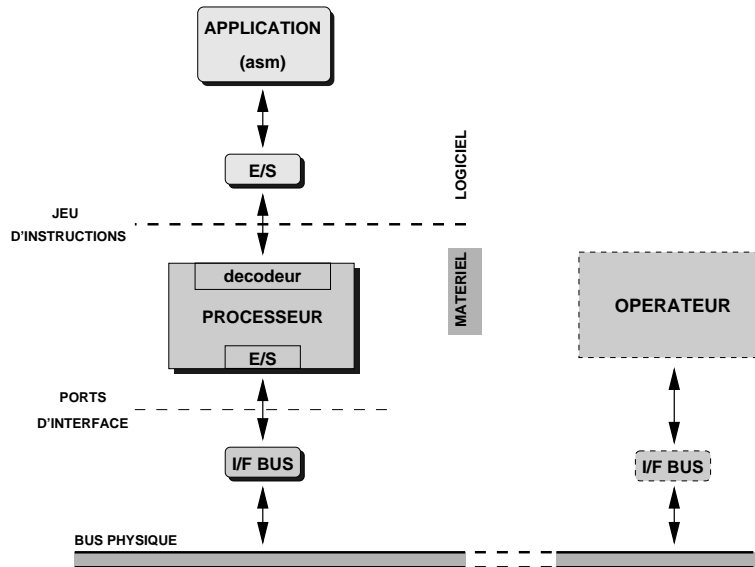 APPLICATION
(asm)
E/S
LOGICIEL
JEU
D'INSTRUCTIONS
decodeur
PROCESSEUR
E/S
MATERIEL
OPERATEUR
PORTS
D'INTERFACE
I/F BUS
I/F BUS
BUS PHYSIQUE